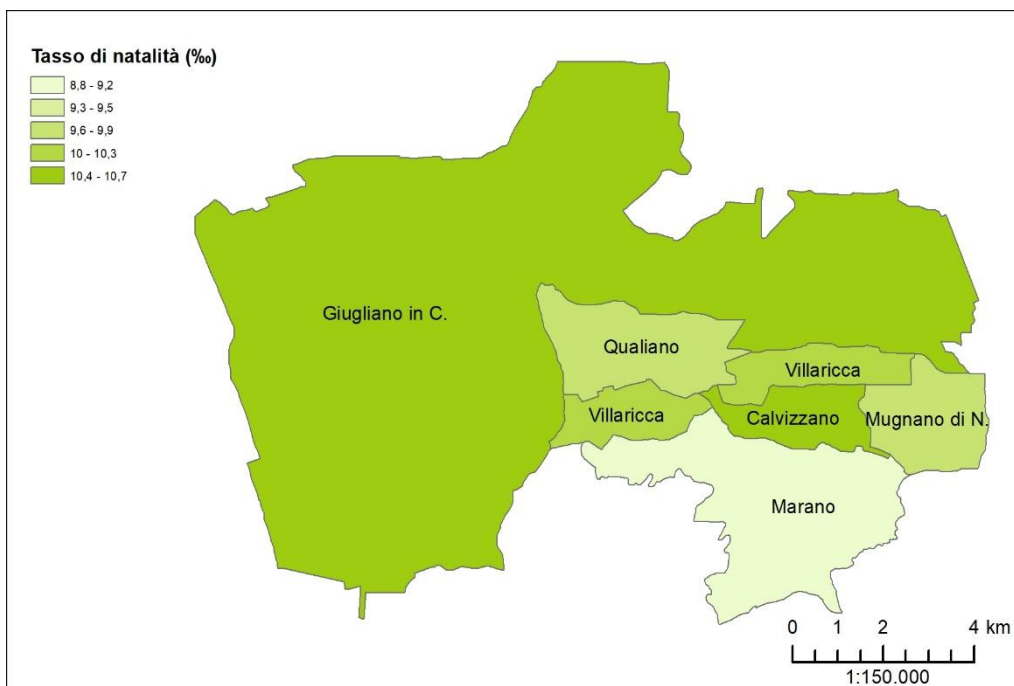 Tasso di natalità (‰)
8,8 - 9,2
9,3 - 9,5
9,6 - 9,9
10 - 10,3
10,4 - 10,7
Giugliano in C.
Qualiano
Villaricca
Villaricca
Calvizzano
Mugnano di N.
Marano
0 1 2 4 km
1:150.000